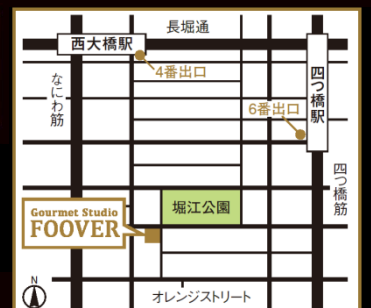 長堀通
西大橋駅
4番出口
なにわ筋
四つ橋駅
6番出口
四つ橋筋
堀江公園
Gourmet Studio
FOOVER
N
オレンジストリート